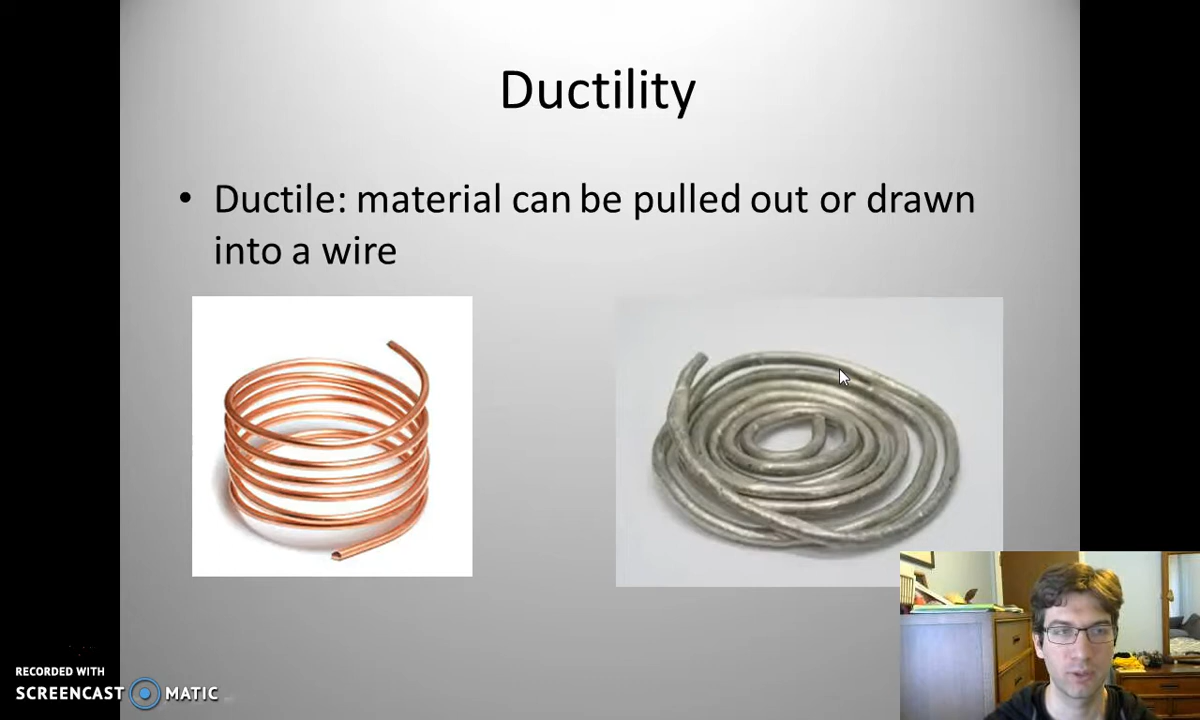 Ductility
• Ductile: material can be pulled out or drawn
into a wire
RECORDED WITH
SCREENCAST MATIC